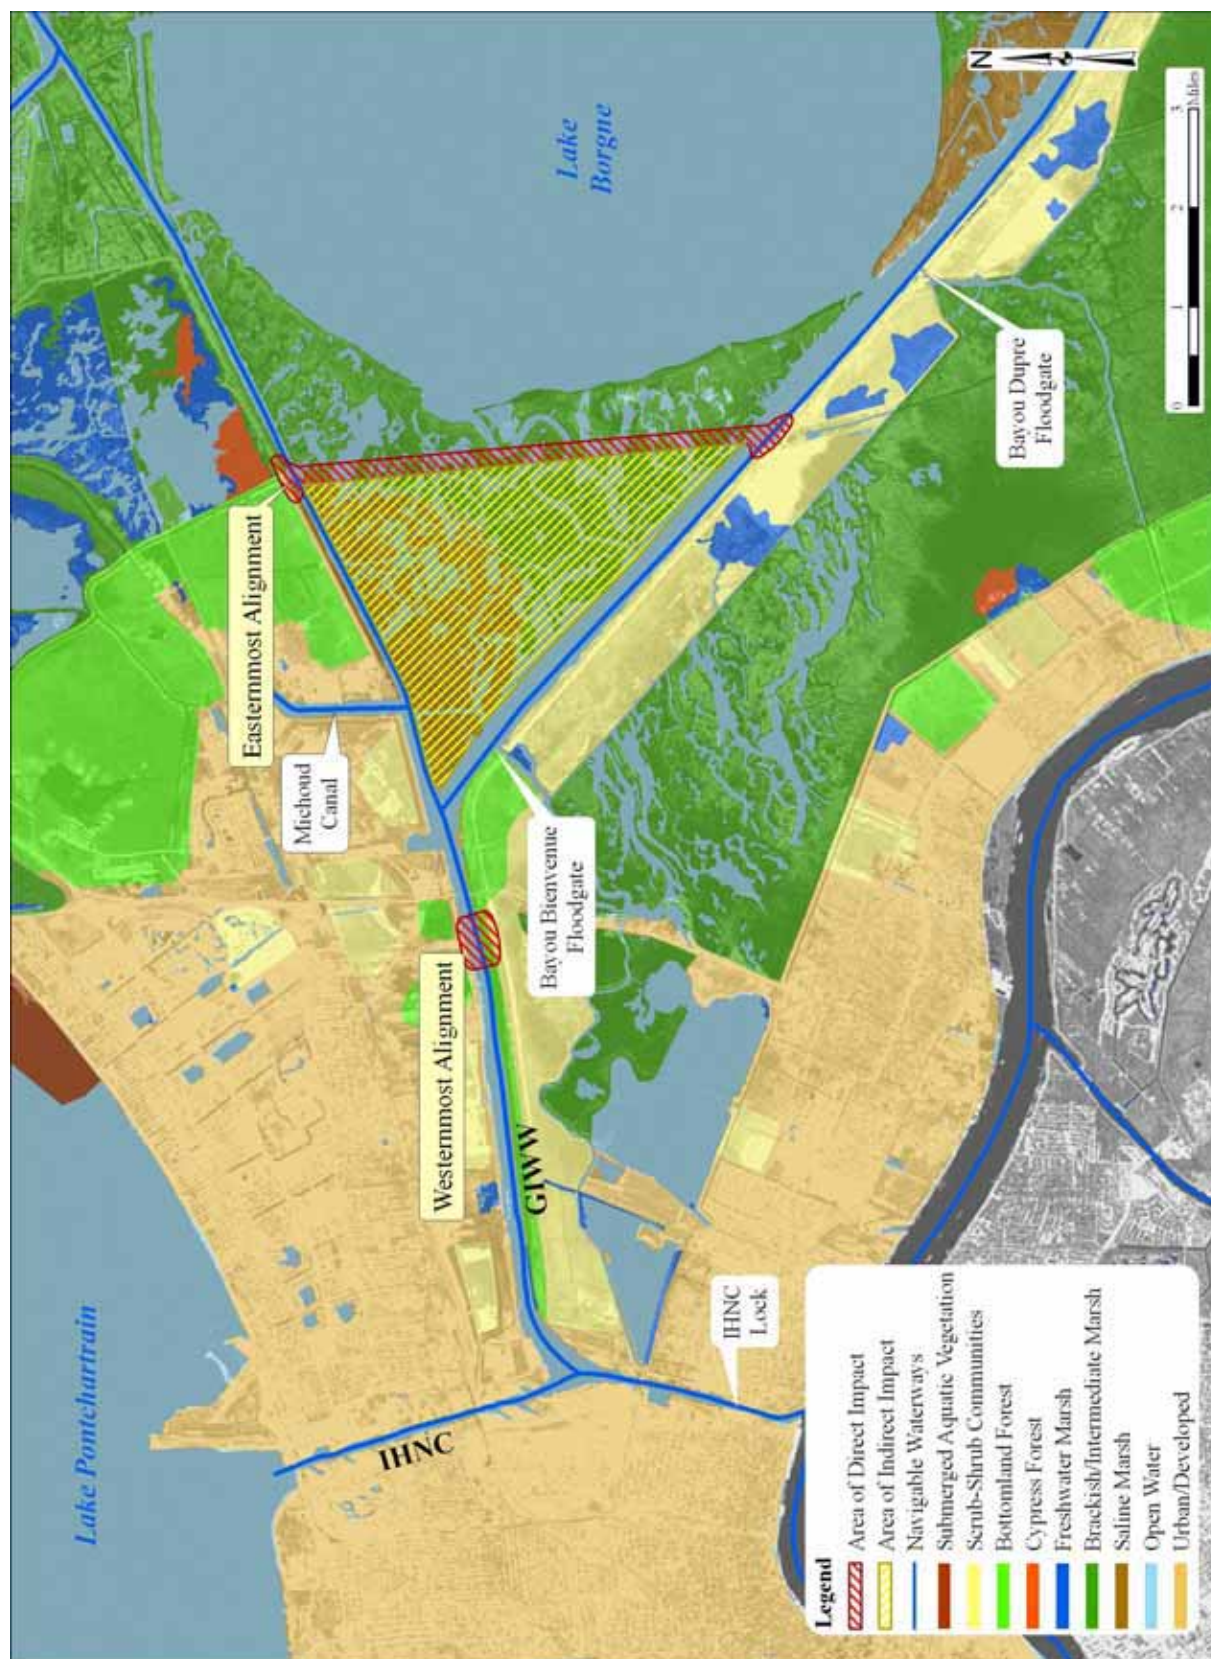 Lake Pontchartrain
Lake
Borgne
N
Easternmost Alignment
Michoud
Canal
Westernmost Alignment
Bayou Bienvenue
Floodgate
Bayou Dupre
Floodgate
GIWW
IHNC
IHNC
Lock
Legend
Area of Direct Impact
Area of Indirect Impact
Navigable Waterways
Submerged Aquatic Vegetation
Scrub-Shrub Communities
Bottomland Forest
Cypress Forest
Freshwater Marsh
Brackish/Intermediate Marsh
Saline Marsh
Open Water
Urban/Developed
0 1 2 3
Miles